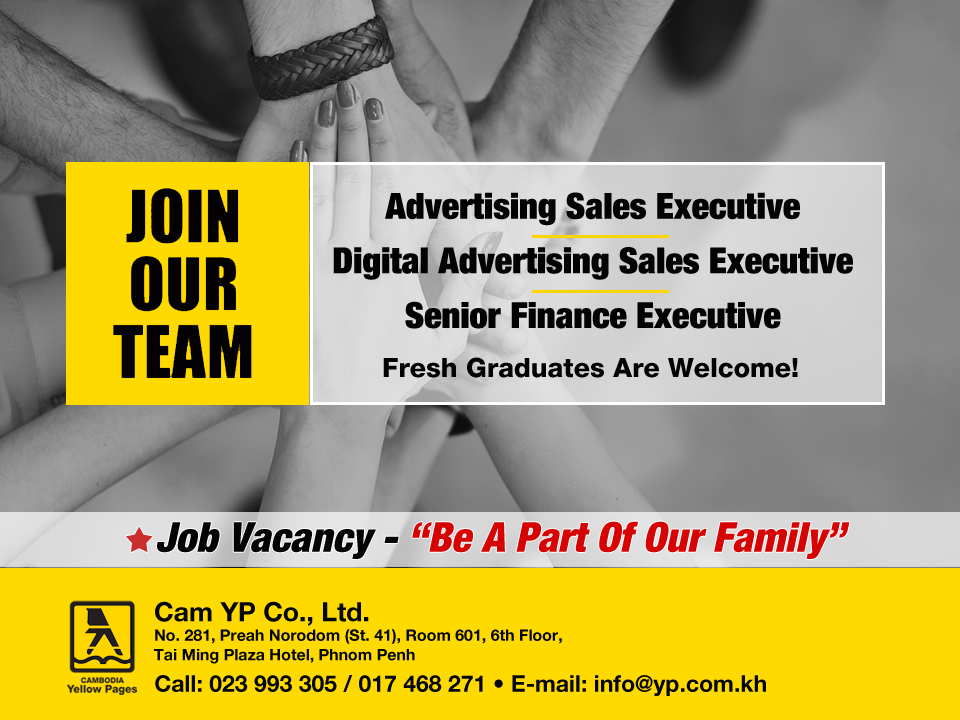 JOIN
OUR
TEAM
Advertising Sales Executive
Digital Advertising Sales Executive
Senior Finance Executive
Fresh Graduates Are Welcome!
Job Vacancy - “Be A Part Of Our Family”
Cam YP Co., Ltd.
No. 281, Preah Norodom (St. 41), Room 601, 6th Floor,
Tai Ming Plaza Hotel, Phnom Penh
Call: 023 993 305 / 017 468 271 • E-mail: info@yp.com.kh
CAMBODIA
Yellow Pages